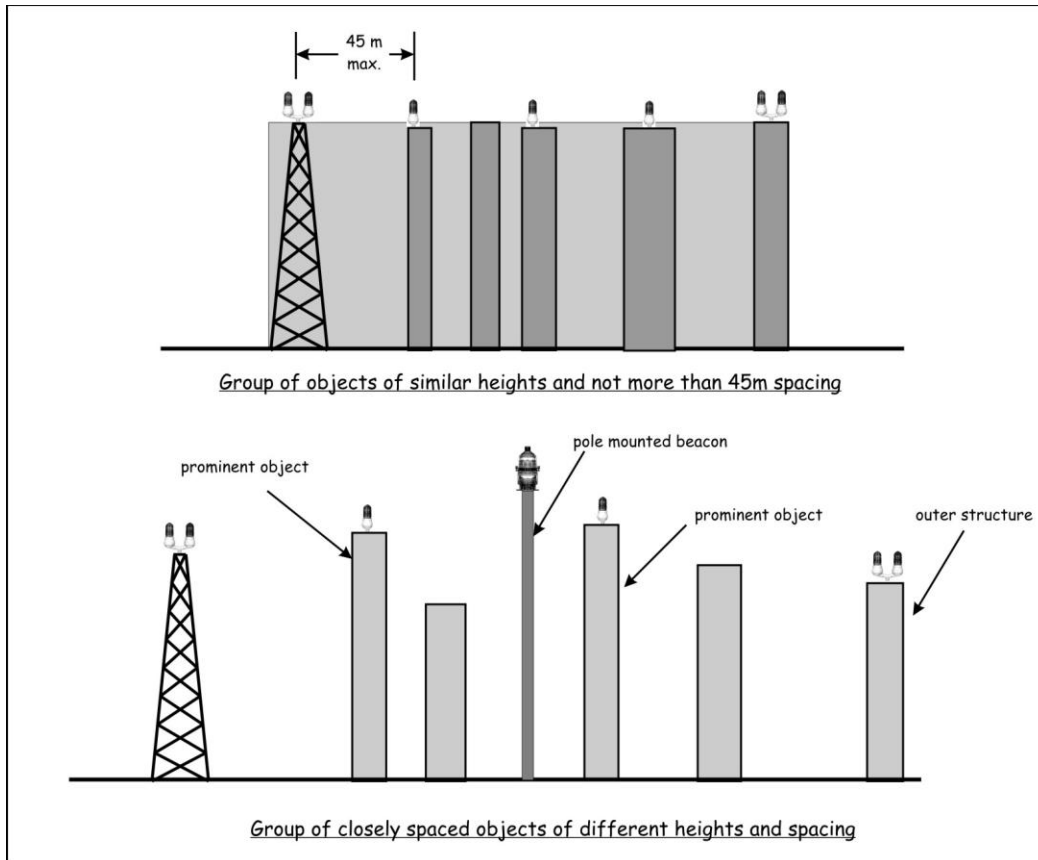 45 m
max.
Group of objects of similar heights and not more than 45m spacing
pole mounted beacon
prominent object
prominent object
outer structure
Group of closely spaced objects of different heights and spacing